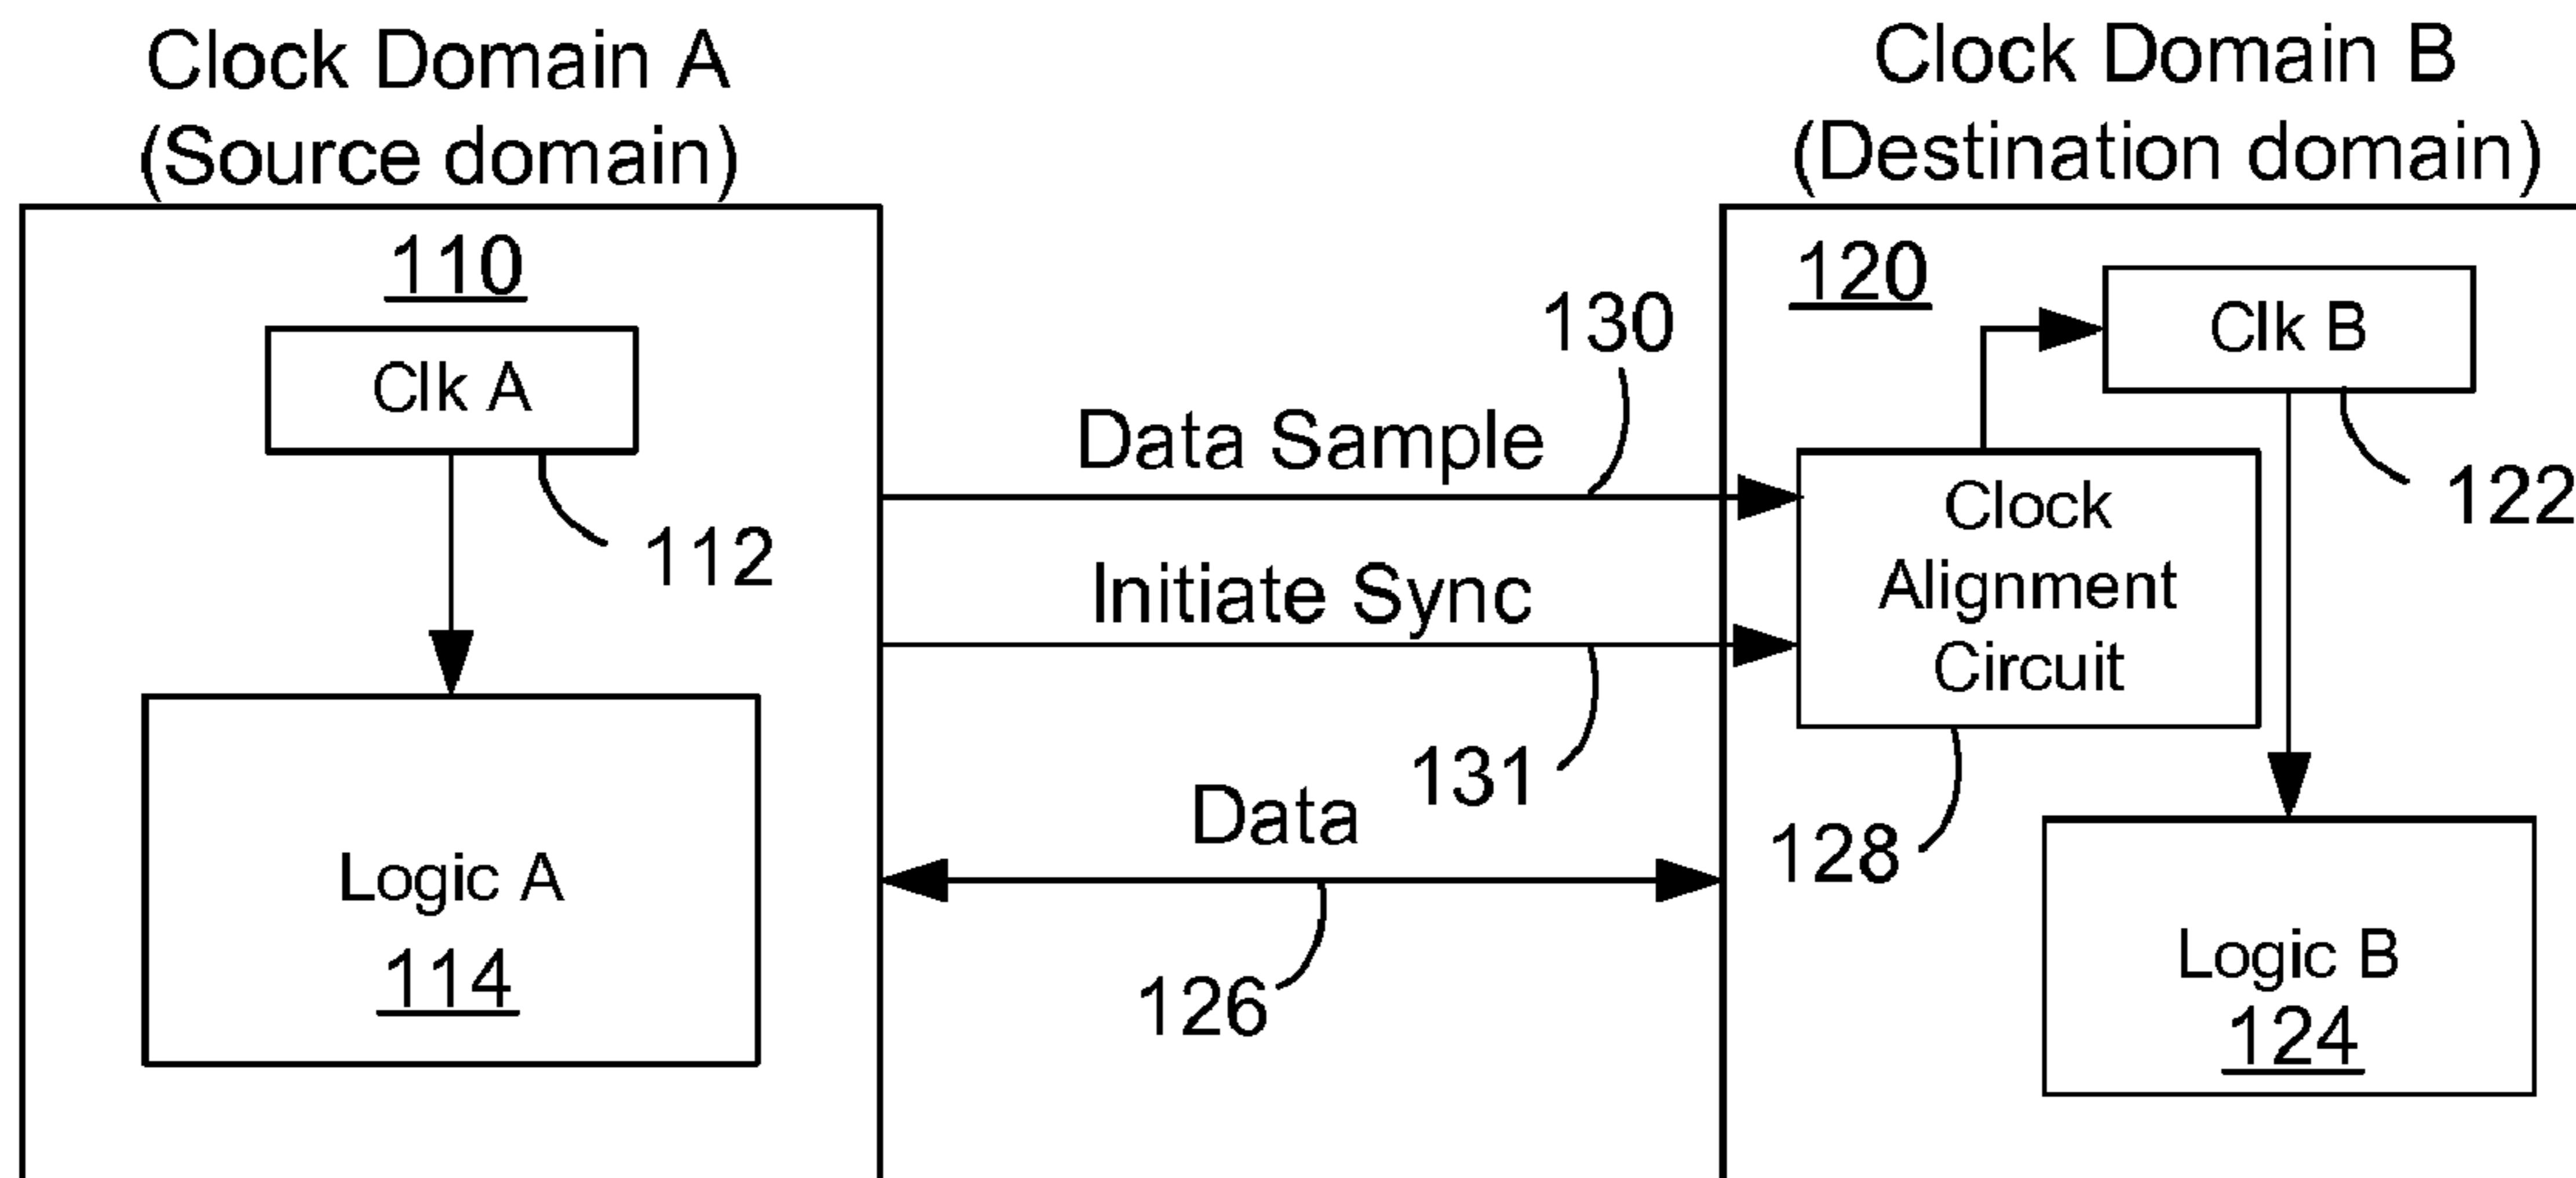 Clock Domain A
(Source domain)
110
Clk A
112
Logic A
114
Data Sample
130
Initiate Sync
131
Data
126
Clock Domain B
(Destination domain)
120
Clk B
122
Clock
Alignment
Circuit
128
Logic B
124